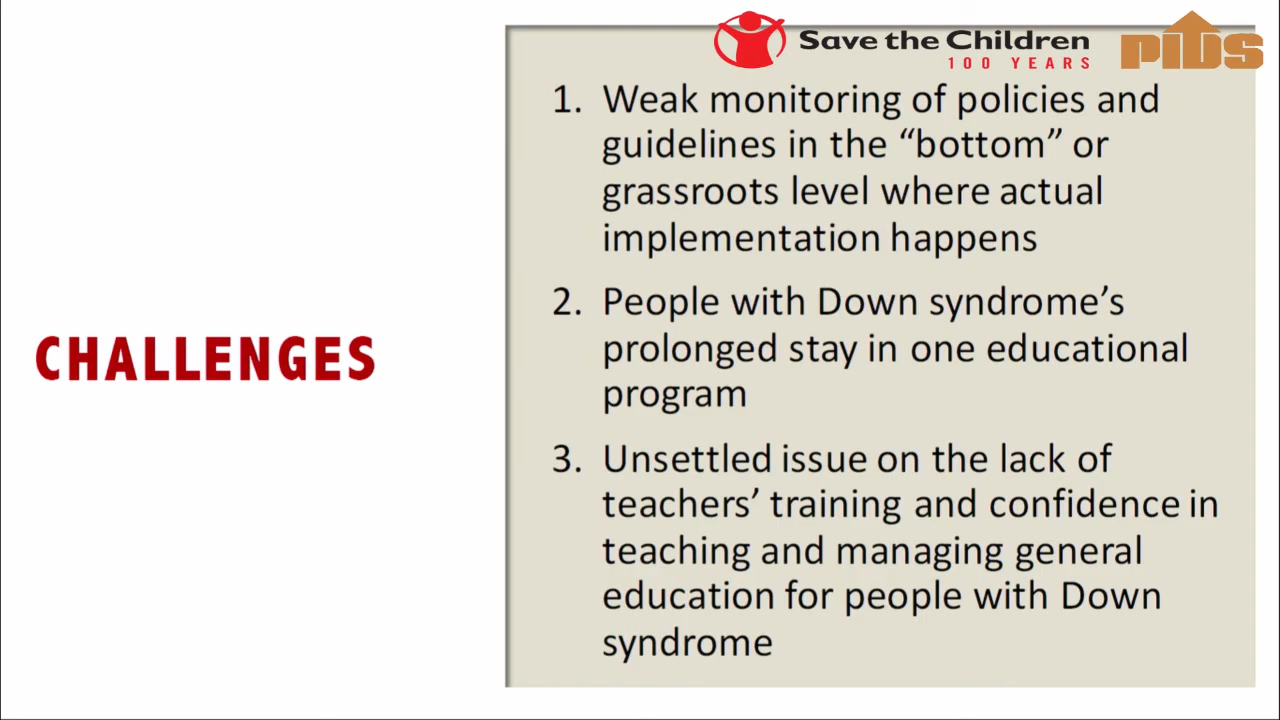 Save the Children
100 YEARS
PIDS
CHALLENGES
1. Weak monitoring of policies and
guidelines in the “bottom” or
grassroots level where actual
implementation happens
2. People with Down syndrome’s
prolonged stay in one educational
program
3. Unsettled issue on the lack of
teachers’ training and confidence in
teaching and managing general
education for people with Down
syndrome